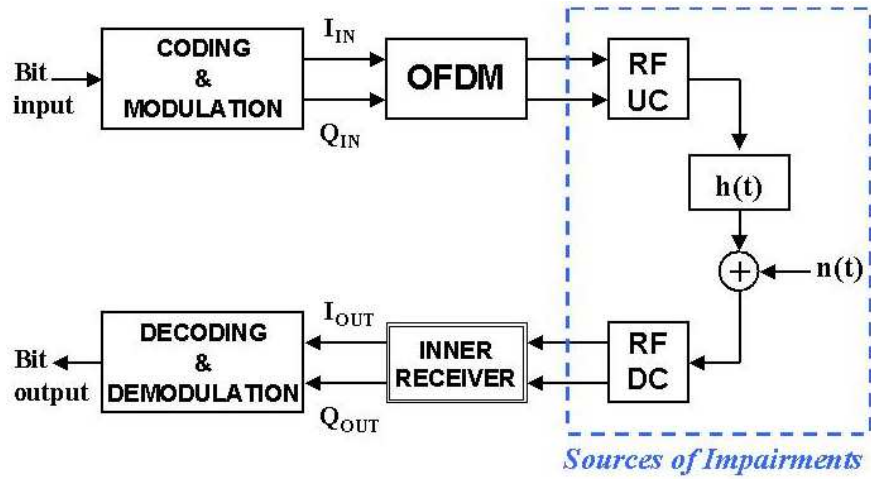 Bit
input
CODING
&
MODULATION
I_IN
Q_IN
OFDM
RF
UC
h(t)
+
n(t)
RF
DC
INNER
RECEIVER
I_OUT
Q_OUT
DECODING
&
DEMODULATION
Bit
output
Sources of Impairments